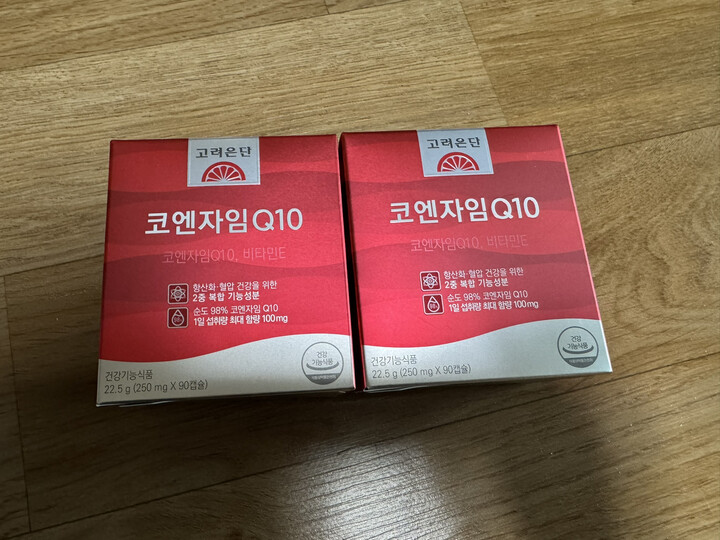 고려은단
코엔자임Q10
코엔자임Q10, 비타민E
항산화·혈압 건강을 위한
2중 복합 기능성분
순도 98% 코엔자임 Q10
1일 섭취량 최대 함량 100mg
건강
기능식품
건강기능식품
22.5 g (250 mg X 90캡슐)
고려은단
코엔자임Q10
코엔자임Q10, 비타민E
항산화·혈압 건강을 위한
2중 복합 기능성분
순도 98% 코엔자임 Q10
1일 섭취량 최대 함량 100mg
건강
기능식품
건강기능식품
22.5 g (250 mg X 90캡슐)